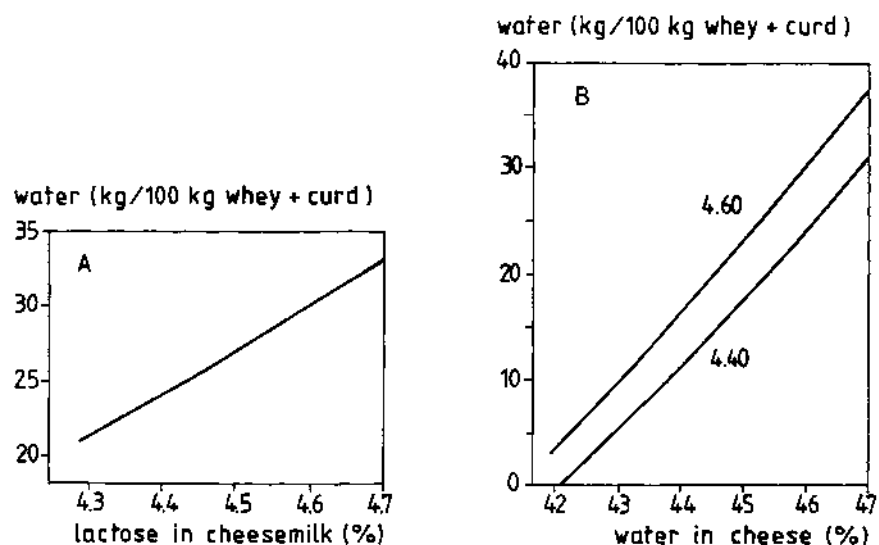 water (kg/100 kg whey + curd)
35
A
30
25
20
4.3 4.4 4.5 4.6 4.7
lactose in cheesemilk (%)
water (kg/100 kg whey + curd)
40
B
30
4.60
20
4.40
10
0
42 43 44 45 46 47
water in cheese (%)